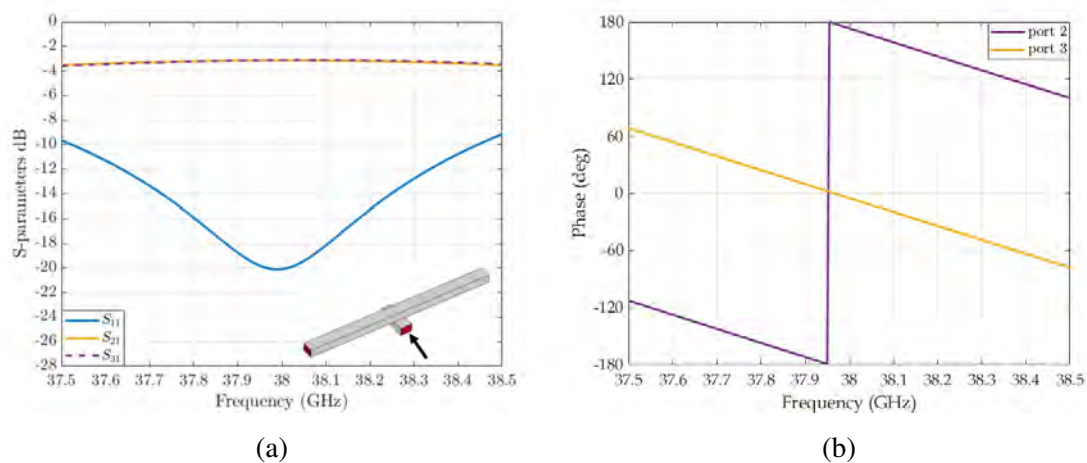 0
-2
-4
-6
-8
-10
-12
-14
-16
-18
-20
-22
-24
-26
-28
S-parameters dB
S11
S21
S31
37.5 37.6 37.7 37.8 37.9 38 38.1 38.2 38.3 38.4 38.5
Frequency (GHz)
(a)
180
120
60
0
-60
-120
-180
Phase (deg)
port 2
port 3
37.5 37.6 37.7 37.8 37.9 38 38.1 38.2 38.3 38.4 38.5
Frequency (GHz)
(b)